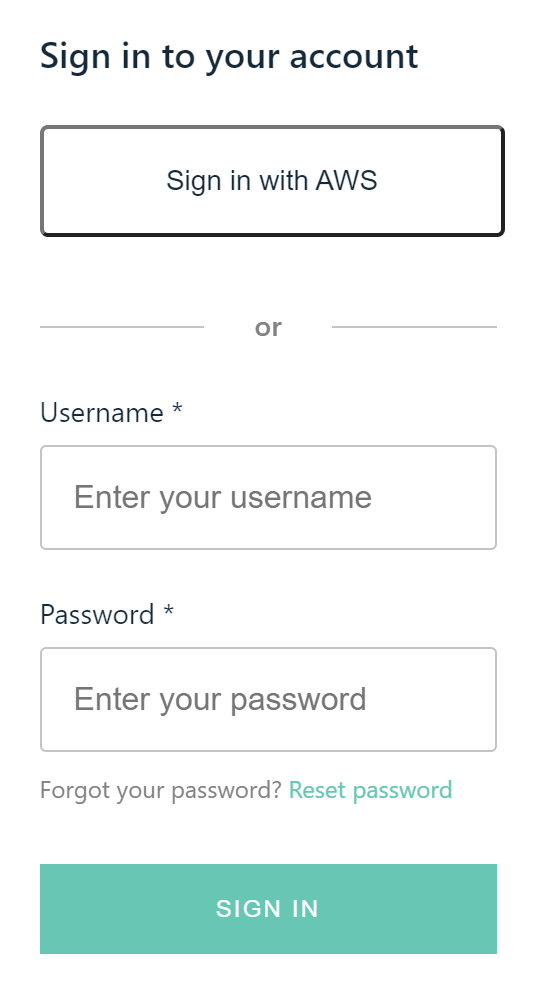 Sign in to your account
Sign in with AWS
or
Username *
Enter your username
Password *
Enter your password
Forgot your password? Reset password
SIGN IN